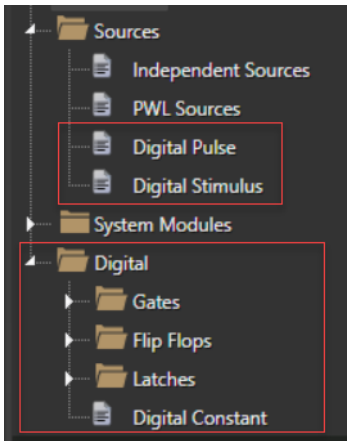 Sources
Independent Sources
PWL Sources
Digital Pulse
Digital Stimulus
System Modules
Digital
Gates
Flip Flops
Latches
Digital Constant